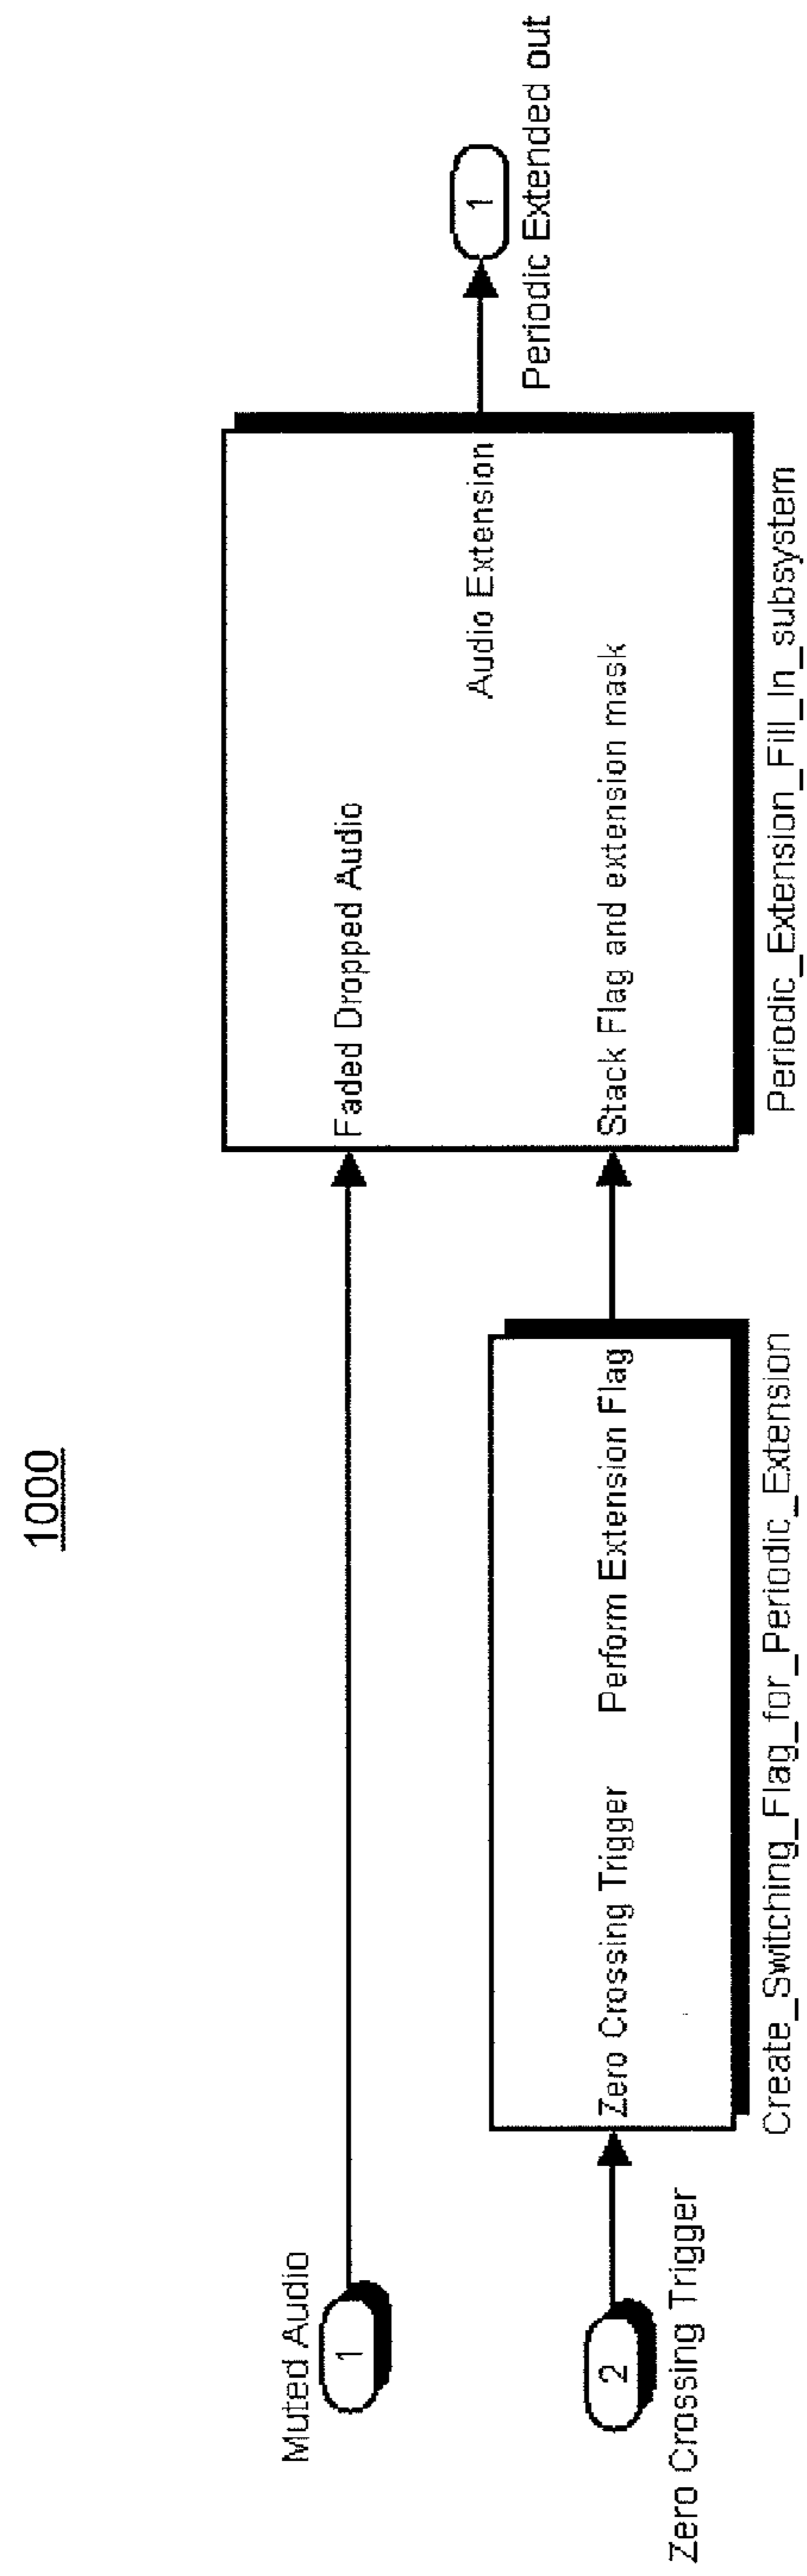 1000
Muted Audio
1
Faded Dropped Audio
Audio Extension
1
Periodic Extended out
2
Zero Crossing Trigger
Zero Crossing Trigger
Perform Extension Flag
Create_Switching_Flag_for_Periodic_Extension
Stack Flag and extension mask
Periodic_Extension_Fill_In_subsystem